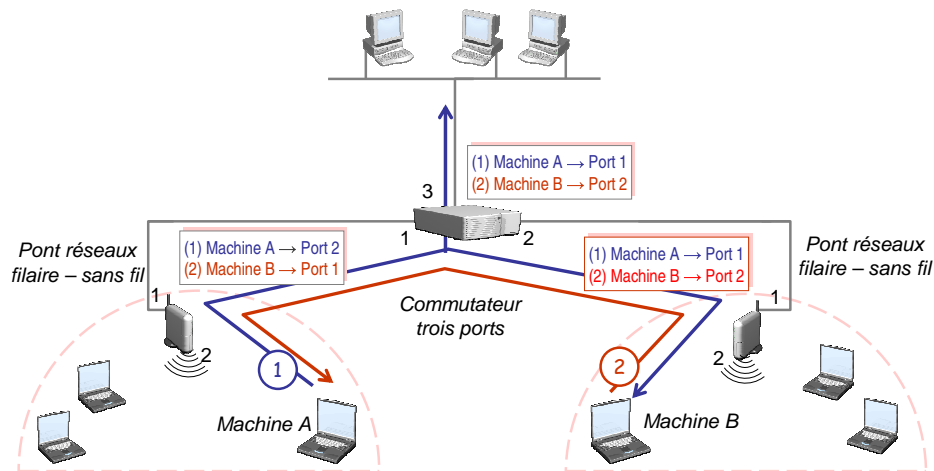 (1) Machine A → Port 1
(2) Machine B → Port 2
3
1
2
Pont réseaux
filaire – sans fil
(1) Machine A → Port 2
(2) Machine B → Port 1
(1) Machine A → Port 1
(2) Machine B → Port 2
Pont réseaux
filaire – sans fil
1
2
Commutateur
trois ports
1
2
1
2
Machine A
Machine B